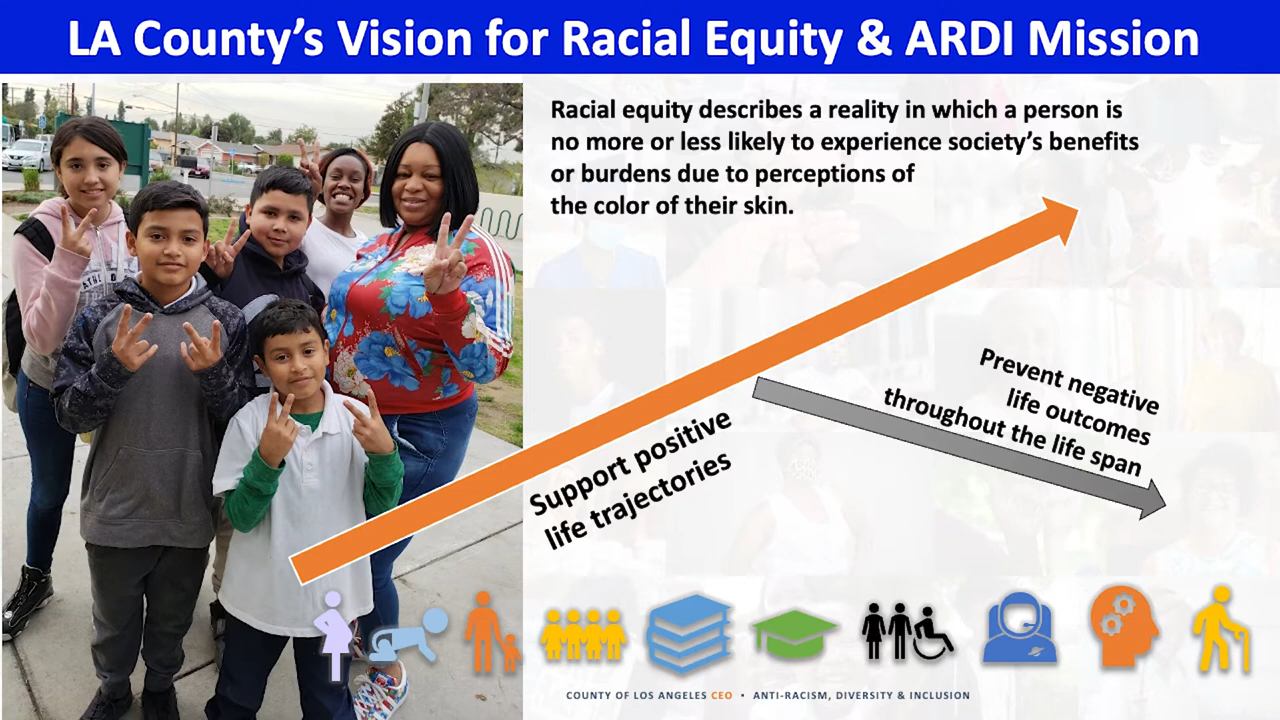 LA County's Vision for Racial Equity & ARDI Mission
Racial equity describes a reality in which a person is
no more or less likely to experience society's benefits
or burdens due to perceptions of
the color of their skin.
Support positive
life trajectories
Prevent negative
life outcomes
throughout the life span
COUNTY OF LOS ANGELES CEO • ANTI-RACISM, DIVERSITY & INCLUSION